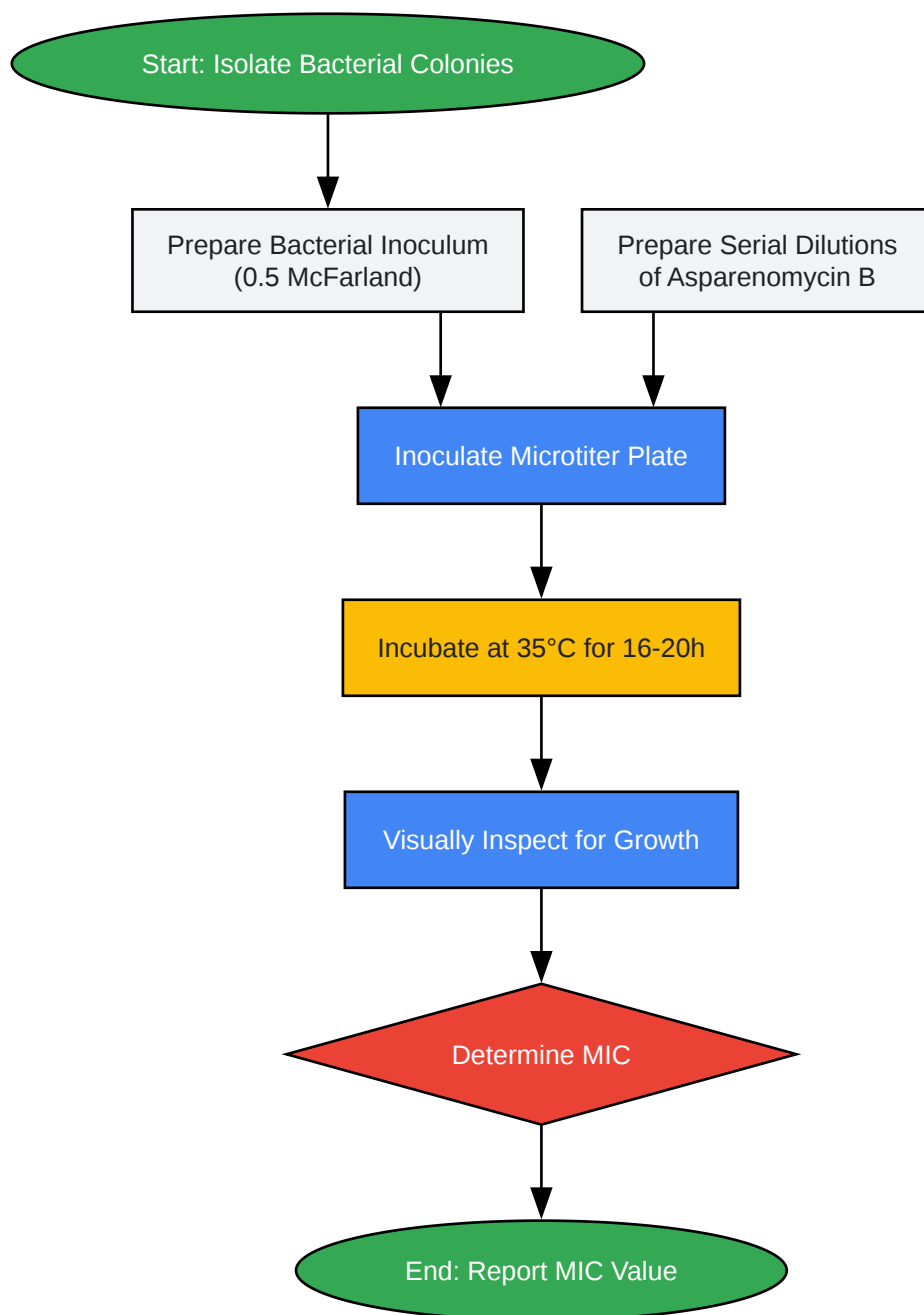 Start: Isolate Bacterial Colonies
Prepare Bacterial Inoculum
(0.5 McFarland)
Prepare Serial Dilutions
of Asparenomycin B
Inoculate Microtiter Plate
Incubate at 35°C for 16-20h
Visually Inspect for Growth
Determine MIC
End: Report MIC Value